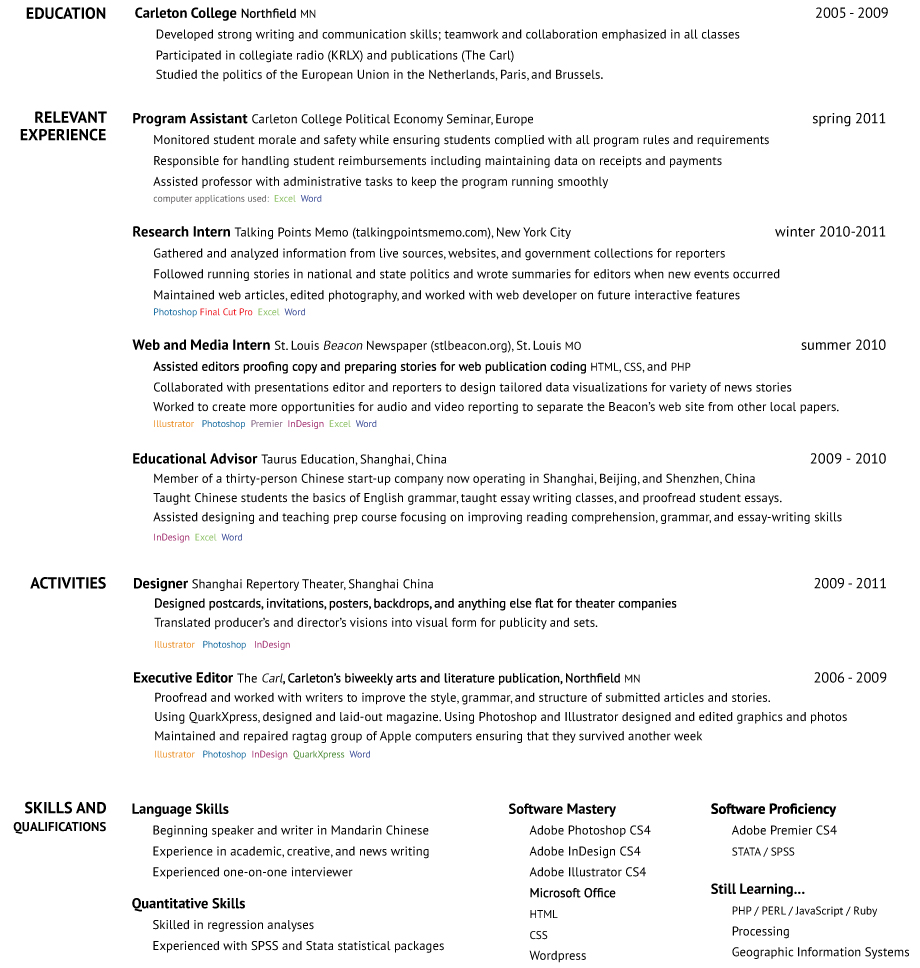 EDUCATION Carleton College Northfield MN 2005 - 2009
Developed strong writing and communication skills; teamwork and collaboration emphasized in all classes
Participated in collegiate radio (KRLX) and publications (The Carl)
Studied the politics of the European Union in the Netherlands, Paris, and Brussels.
RELEVANT EXPERIENCE
Program Assistant Carleton College Political Economy Seminar, Europe spring 2011
Monitored student morale and safety while ensuring students complied with all program rules and requirements
Responsible for handling student reimbursements including maintaining data on receipts and payments
Assisted professor with administrative tasks to keep the program running smoothly
computer applications used: Excel Word
Research Intern Talking Points Memo (talkingpointsmemo.com), New York City winter 2010-2011
Gathered and analyzed information from live sources, websites, and government collections for reporters
Followed running stories in national and state politics and wrote summaries for editors when new events occurred
Maintained web articles, edited photography, and worked with web developer on future interactive features
Photoshop Final Cut Pro Excel Word
Web and Media Intern St. Louis Beacon Newspaper (stlbeacon.org), St. Louis MO summer 2010
Assisted editors proofing copy and preparing stories for web publication coding HTML, CSS, and PHP
Collaborated with presentations editor and reporters to design tailored data visualizations for variety of news stories
Worked to create more opportunities for audio and video reporting to separate the Beacon's web site from other local papers.
Illustrator Photoshop Premier InDesign Excel Word
Educational Advisor Taurus Education, Shanghai, China 2009 - 2010
Member of a thirty-person Chinese start-up company now operating in Shanghai, Beijing, and Shenzhen, China
Taught Chinese students the basics of English grammar, taught essay writing classes, and proofread student essays.
Assisted designing and teaching prep course focusing on improving reading comprehension, grammar, and essay-writing skills
InDesign Excel Word
ACTIVITIES Designer Shanghai Repertory Theater, Shanghai China 2009 - 2011
Designed postcards, invitations, posters, backdrops, and anything else flat for theater companies
Translated producer's and director's visions into visual form for publicity and sets.
Illustrator Photoshop InDesign
Executive Editor The Carl, Carleton's biweekly arts and literature publication, Northfield MN 2006 - 2009
Proofread and worked with writers to improve the style, grammar, and structure of submitted articles and stories.
Using QuarkXpress, designed and laid-out magazine. Using Photoshop and Illustrator designed and edited graphics and photos
Maintained and repaired ragtag group of Apple computers ensuring that they survived another week
Illustrator Photoshop InDesign QuarkXpress Word
SKILLS AND
QUALIFICATIONS
Language Skills
Beginning speaker and writer in Mandarin Chinese
Experience in academic, creative, and news writing
Experienced one-on-one interviewer
Quantitative Skills
Skilled in regression analyses
Experienced with SPSS and Stata statistical packages
Software Mastery
Adobe Photoshop CS4
Adobe InDesign CS4
Adobe Illustrator CS4
Microsoft Office
HTML
CSS
Wordpress
Software Proficiency
Adobe Premier CS4
STATA / SPSS
Still Learning...
PHP / PERL / JavaScript / Ruby
Processing
Geographic Information Systems